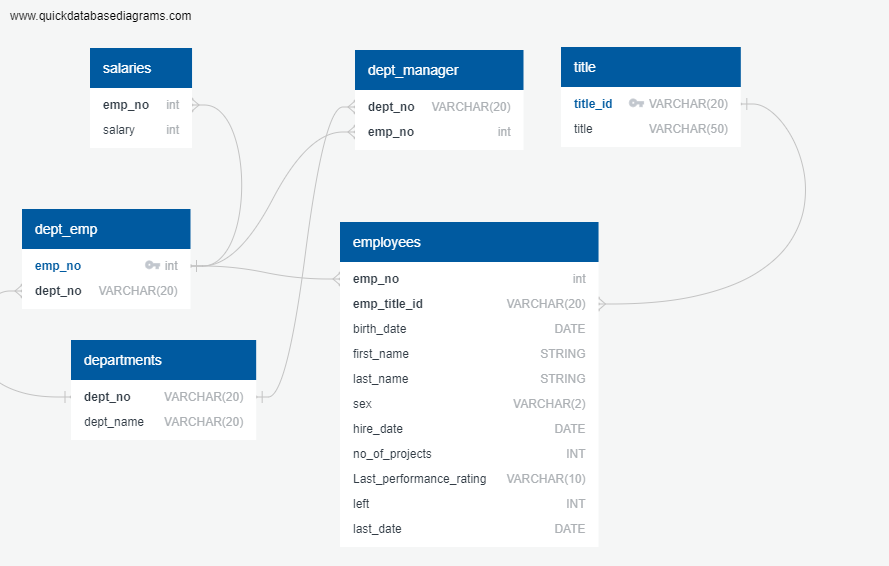 www.quickdatabasediagrams.com
salaries
emp_no int
salary int
dept_manager
dept_no VARCHAR(20)
emp_no int
title
title_id VARCHAR(20)
title VARCHAR(50)
dept_emp
emp_no int
dept_no VARCHAR(20)
employees
emp_no int
emp_title_id VARCHAR(20)
birth_date DATE
first_name STRING
last_name STRING
sex VARCHAR(2)
hire_date DATE
no_of_projects INT
Last_performance_rating VARCHAR(10)
left INT
last_date DATE
departments
dept_no VARCHAR(20)
dept_name VARCHAR(20)